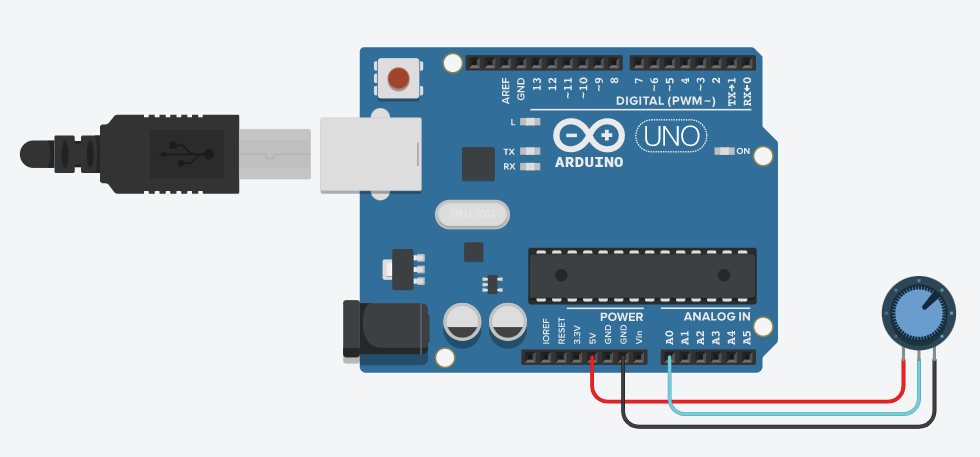 AREF
GND
13
12
~11
~10
~9
8
7
~6
~5
4
~3
2
TX→1
RX←0
DIGITAL (PWM~)
L
TX
RX
ARDUINO
UNO
ON
POWER
ANALOG IN
IOREF
RESET
3.3V
5V
GND
GND
Vin
A0
A1
A2
A3
A4
A5